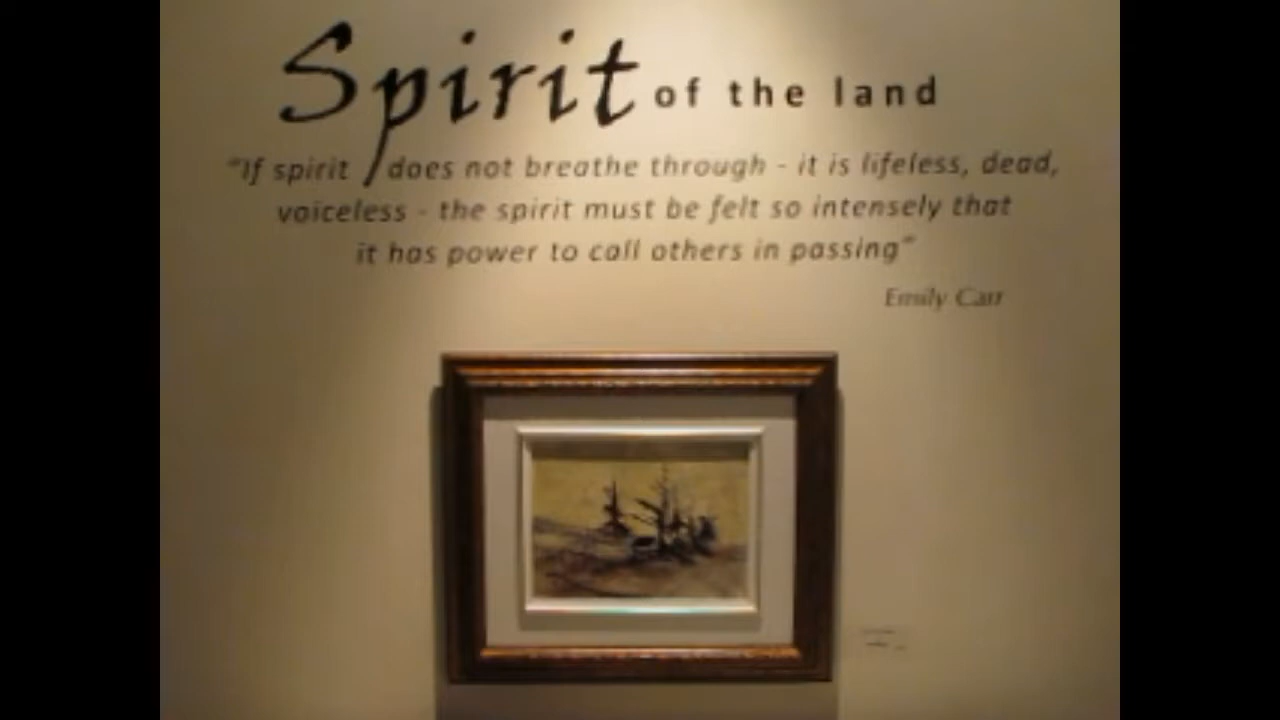 Spirit of the land
"If spirit does not breathe through - it is lifeless, dead,
voiceless - the spirit must be felt so intensely that
it has power to call others in passing"
Emily Carr